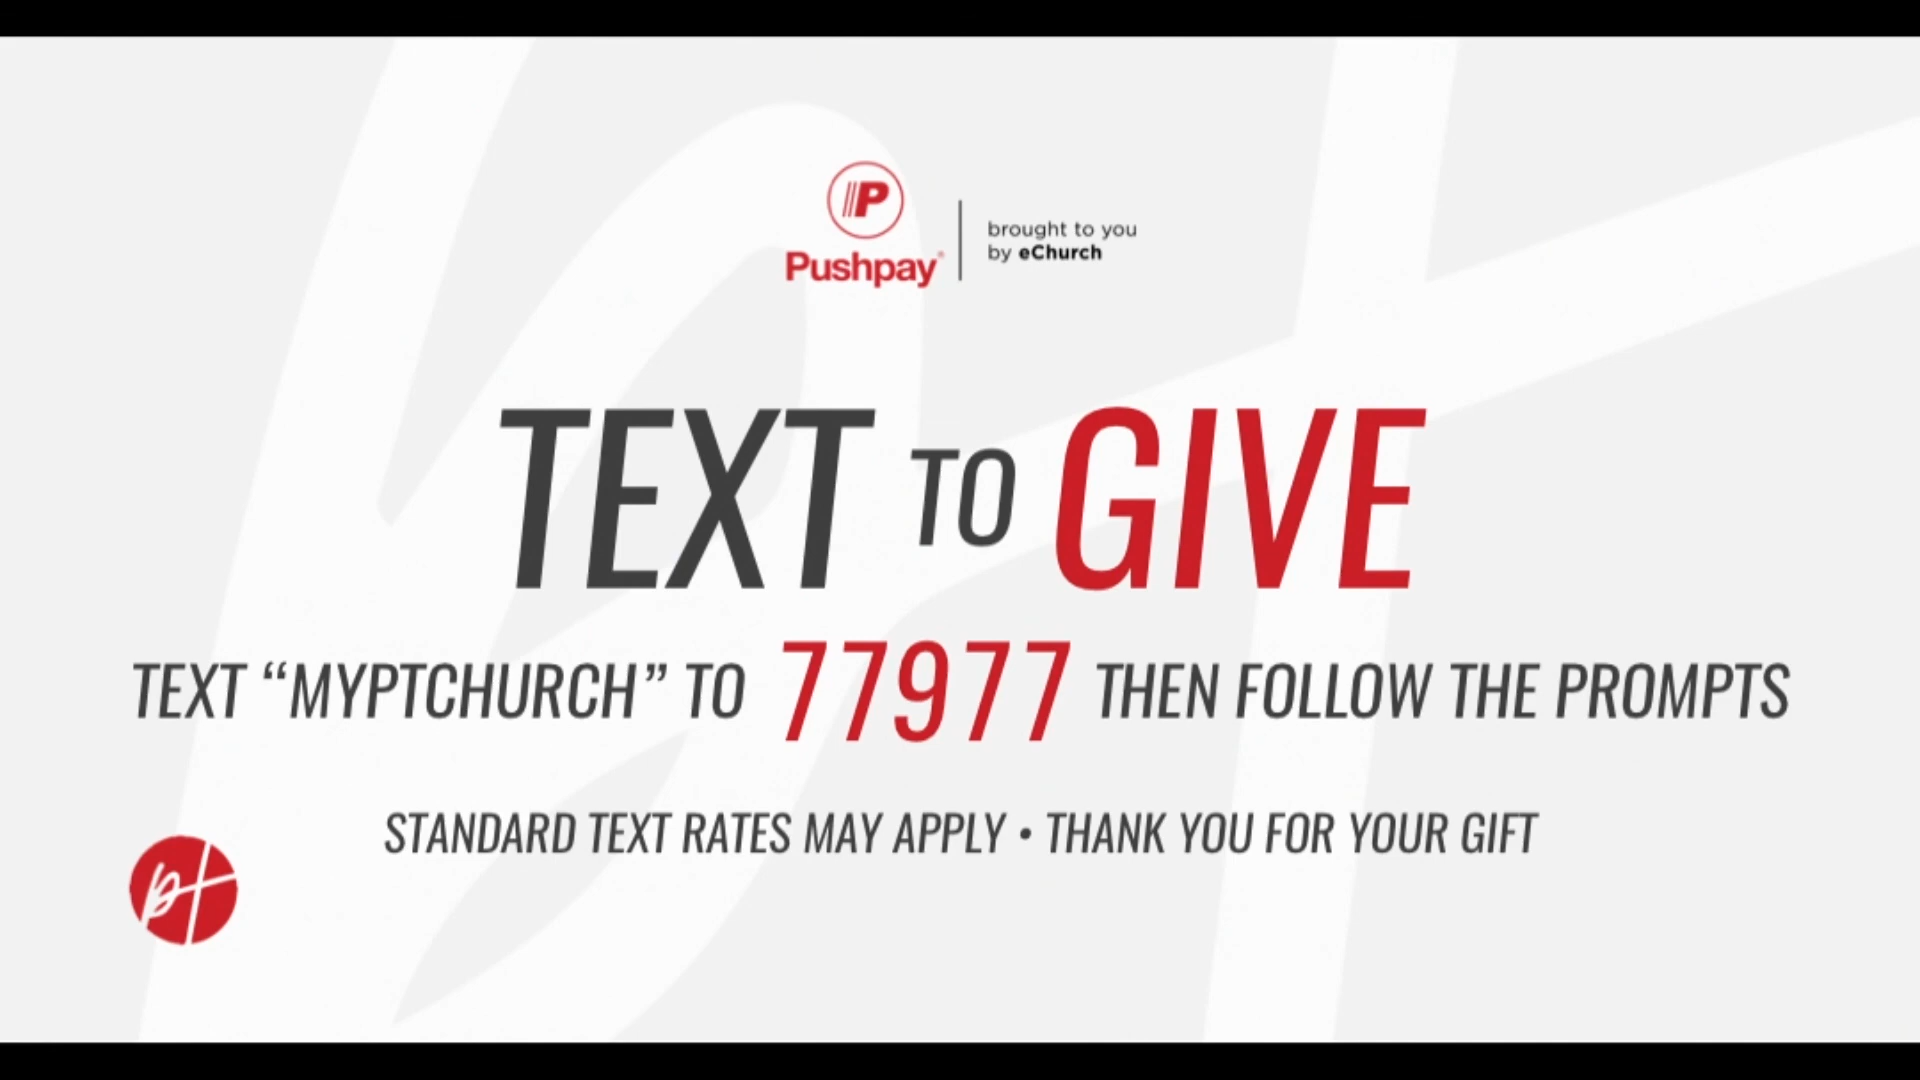 P
Pushpay
brought to you
by eChurch
TEXT TO GIVE
TEXT “MYPTCHURCH” TO 77977 THEN FOLLOW THE PROMPTS
STANDARD TEXT RATES MAY APPLY • THANK YOU FOR YOUR GIFT
pt